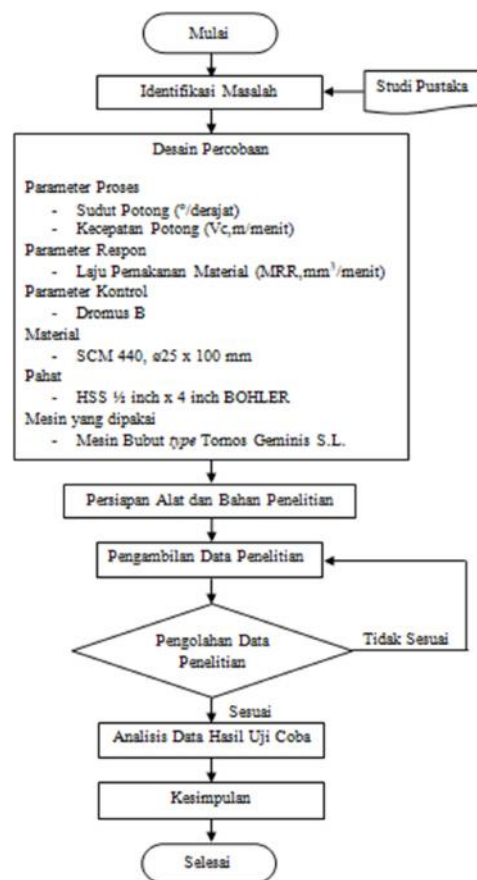 Mulai
Identifikasi Masalah
Studi Pustaka
Desain Percobaan
Parameter Proses
- Sudut Potong (°/derajat)
- Kecepatan Potong (Vc,m/menit)
Parameter Respon
- Laju Pemakanan Material (MRR,mm³/menit)
Parameter Kontrol
- Dromus B
Material
- SCM 440, ø25 x 100 mm
Pahat
- HSS ½ inch x 4 inch BOHLER
Mesin yang dipakai
- Mesin Bubut type Tornos Geminis S.L.
Persiapan Alat dan Bahan Penelitian
Pengambilan Data Penelitian
Pengolahan Data
Penelitian
Tidak Sesuai
Sesuai
Analisis Data Hasil Uji Coba
Kesimpulan
Selesai